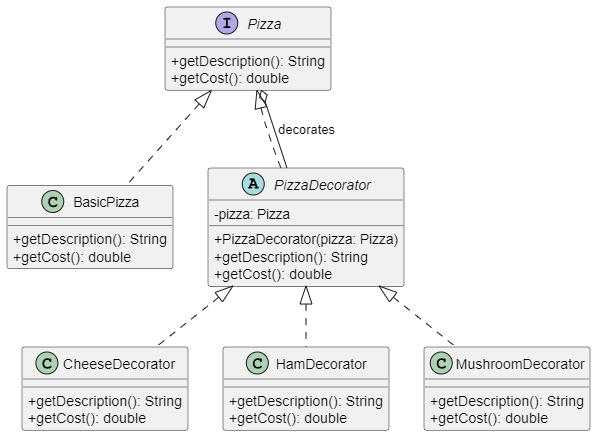 I Pizza
+getDescription(): String
+getCost(): double
decorates
C BasicPizza
+getDescription(): String
+getCost(): double
A PizzaDecorator
-pizza: Pizza
+PizzaDecorator(pizza: Pizza)
+getDescription(): String
+getCost(): double
C CheeseDecorator
+getDescription(): String
+getCost(): double
C HamDecorator
+getDescription(): String
+getCost(): double
C MushroomDecorator
+getDescription(): String
+getCost(): double